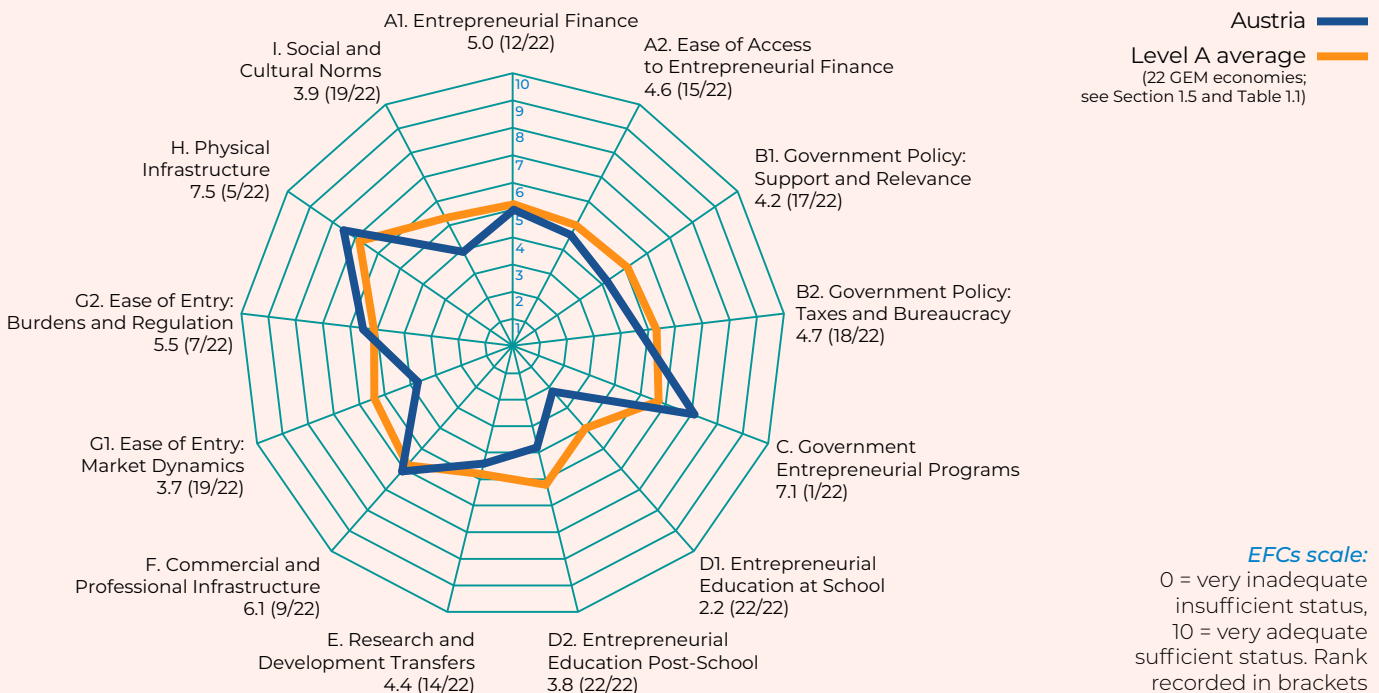 A1. Entrepreneurial Finance
5.0 (12/22)
A2. Ease of Access
to Entrepreneurial Finance
4.6 (15/22)
B1. Government Policy:
Support and Relevance
4.2 (17/22)
B2. Government Policy:
Taxes and Bureaucracy
4.7 (18/22)
C. Government
Entrepreneurial Programs
7.1 (1/22)
D1. Entrepreneurial
Education at School
2.2 (22/22)
D2. Entrepreneurial
Education Post-School
3.8 (22/22)
E. Research and
Development Transfers
4.4 (14/22)
F. Commercial and
Professional Infrastructure
6.1 (9/22)
G1. Ease of Entry:
Market Dynamics
3.7 (19/22)
G2. Ease of Entry:
Burdens and Regulation
5.5 (7/22)
H. Physical
Infrastructure
7.5 (5/22)
I. Social and
Cultural Norms
3.9 (19/22)
10
9
8
7
6
5
4
3
2
1
Austria
Level A average
(22 GEM economies;
see Section 1.5 and Table 1.1)
EFCs scale:
0 = very inadequate
insufficient status,
10 = very adequate
sufficient status. Rank
recorded in brackets